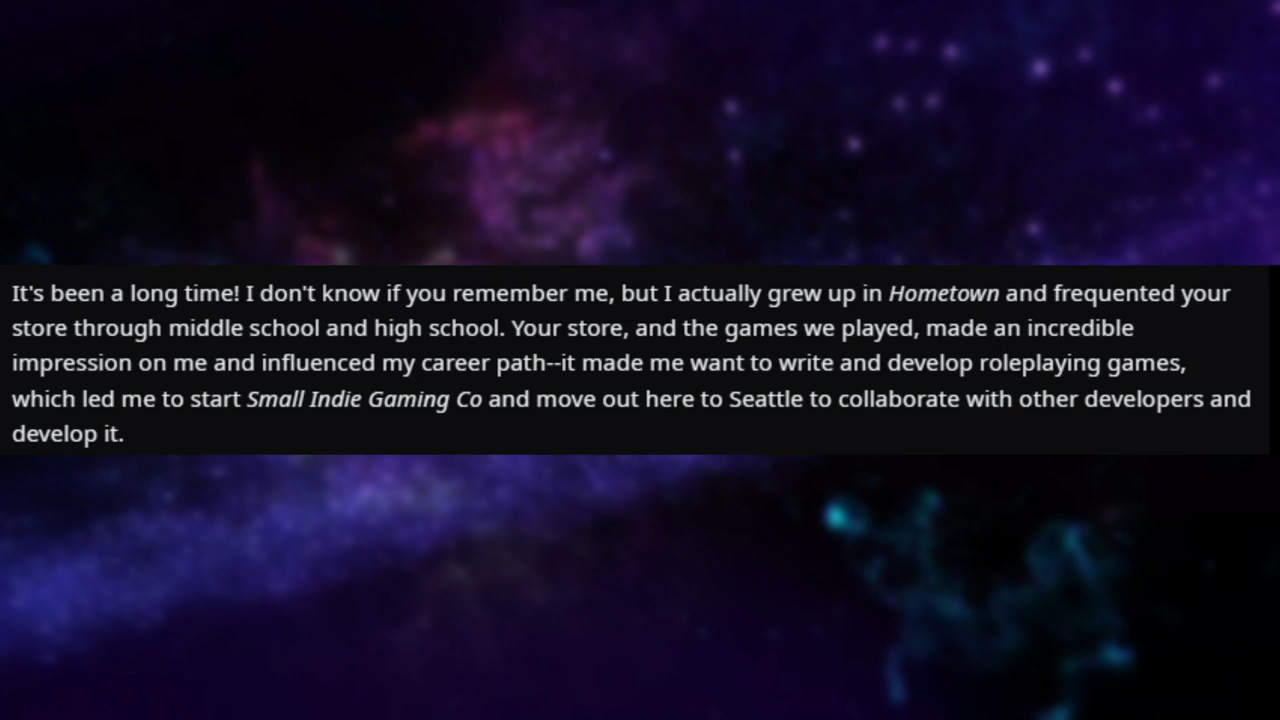 It's been a long time! I don't know if you remember me, but I actually grew up in Hometown and frequented your
store through middle school and high school. Your store, and the games we played, made an incredible
impression on me and influenced my career path--it made me want to write and develop roleplaying games,
which led me to start Small Indie Gaming Co and move out here to Seattle to collaborate with other developers and
develop it.